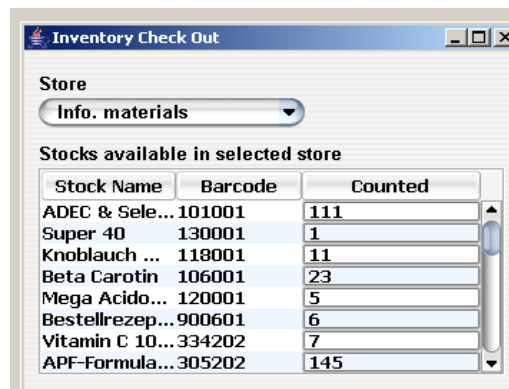 Inventory Check Out
Store
Info. materials
Stocks available in selected store
Stock Name Barcode Counted
ADEC & Sele... 101001 111
Super 40 130001 1
Knoblauch ... 118001 11
Beta Carotin 106001 23
Mega Acido... 120001 5
Bestellrezep... 900601 6
Vitamin C 10... 334202 7
APF-Formula... 305202 145